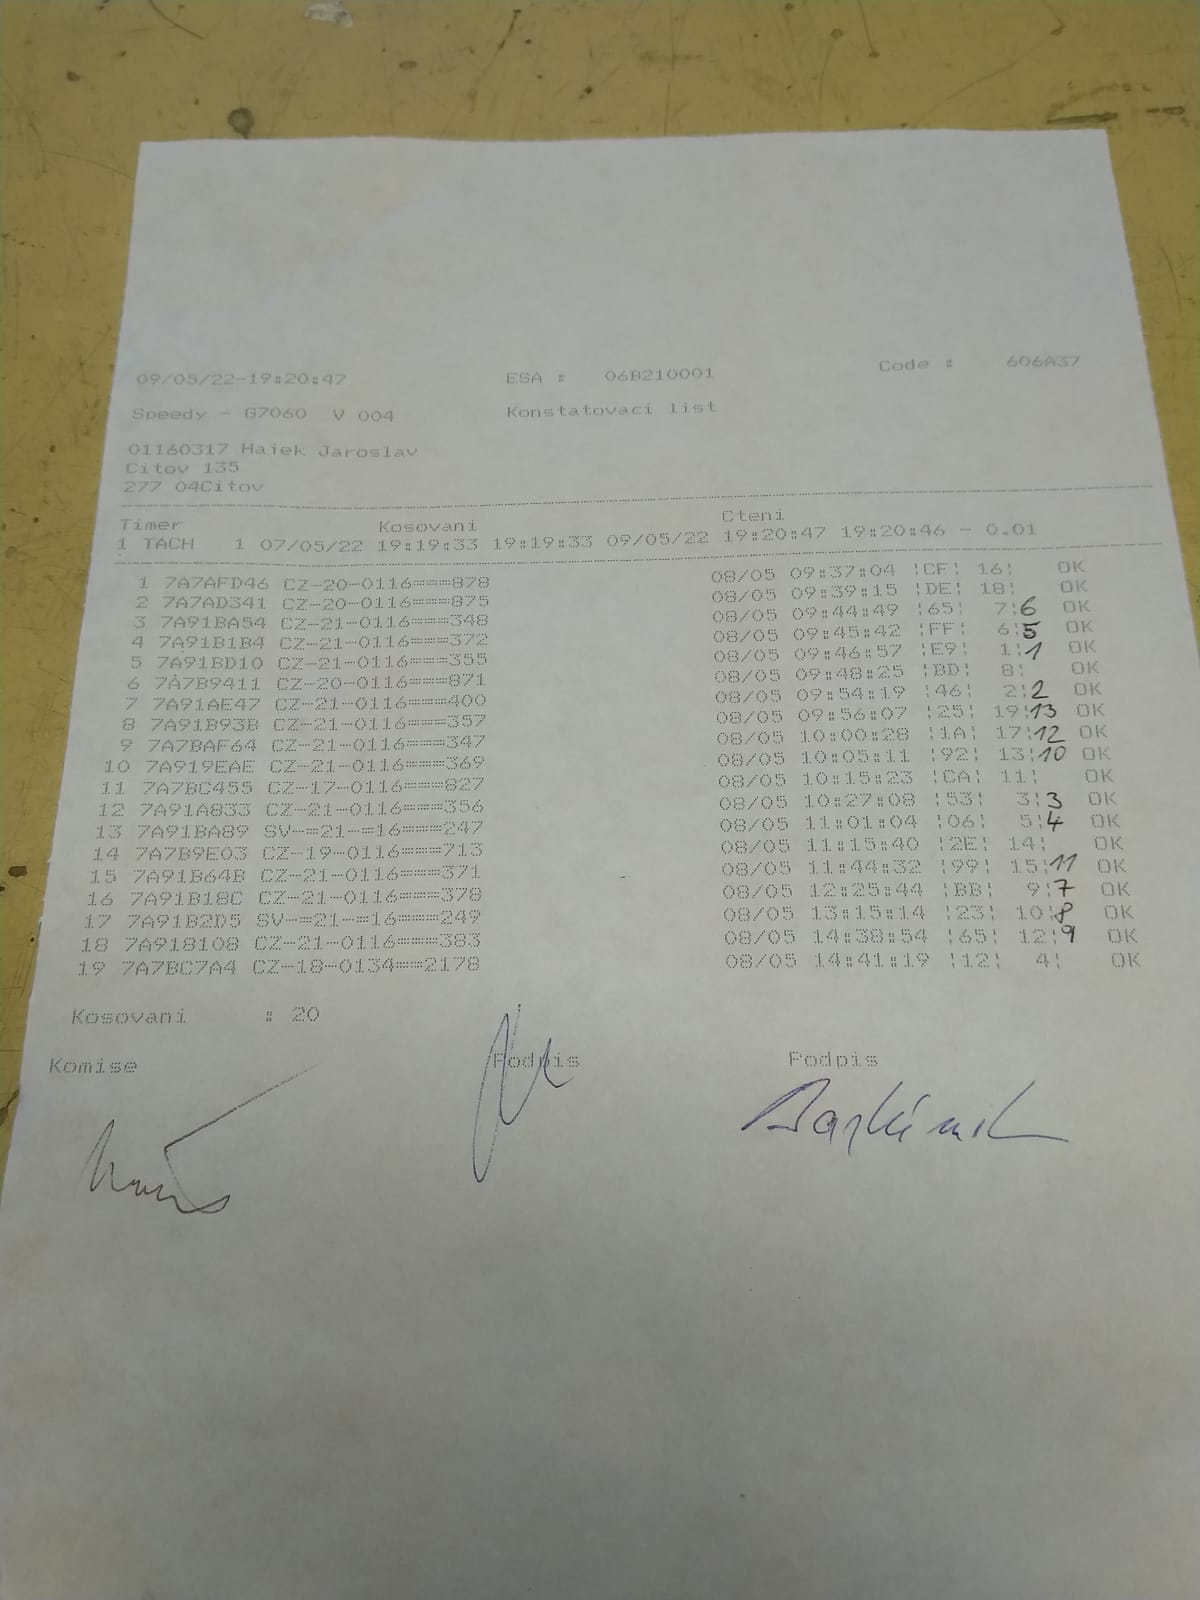 09/05/22-19:20:47 ESA : 06B210001 Code : 606A37
Speedy - G7060 V 004 Konstatovaci list
01160317 Hajek Jaroslav
Citov 135
277 04Citov
Timer Kosovani Cteni
1 TACH 1 07/05/22 19:19:33 19:19:33 09/05/22 19:20:47 19:20:46 - 0.01
1 7A7AFD46 CZ-20-0116===878 08/05 09:37:04 ¦CF¦ 16¦ OK
2 7A7AD341 CZ-20-0116===875 08/05 09:39:15 ¦DE¦ 18¦ OK
3 7A91BA54 CZ-21-0116===348 08/05 09:44:49 ¦65¦ 7¦6 OK
4 7A91B1B4 CZ-21-0116===372 08/05 09:45:42 ¦FF¦ 6¦5 OK
5 7A91BD10 CZ-21-0116===355 08/05 09:46:57 ¦E9¦ 1¦1 OK
6 7A7B9411 CZ-20-0116===871 08/05 09:48:25 ¦BD¦ 8¦ OK
7 7A91AE47 CZ-21-0116===400 08/05 09:54:19 ¦46¦ 2¦2 OK
8 7A91B93B CZ-21-0116===357 08/05 09:56:07 ¦25¦ 19¦13 OK
9 7A7BAF64 CZ-21-0116===347 08/05 10:00:28 ¦1A¦ 17¦12 OK
10 7A919EAE CZ-21-0116===369 08/05 10:05:11 ¦92¦ 13¦10 OK
11 7A7BC455 CZ-17-0116===827 08/05 10:15:23 ¦CA¦ 11¦ OK
12 7A91A833 CZ-21-0116===356 08/05 10:27:08 ¦53¦ 3¦3 OK
13 7A91BA89 SV-=21-=16===247 08/05 11:01:04 ¦06¦ 5¦4 OK
14 7A7B9E03 CZ-19-0116===713 08/05 11:15:40 ¦2E¦ 14¦ OK
15 7A91B64B CZ-21-0116===371 08/05 11:44:32 ¦99¦ 15¦11 OK
16 7A91B18C CZ-21-0116===378 08/05 12:25:44 ¦BB¦ 9¦7 OK
17 7A91B2D5 SV-=21-=16===249 08/05 13:15:14 ¦23¦ 10¦8 OK
18 7A918108 CZ-21-0116===383 08/05 14:38:54 ¦65¦ 12¦9 OK
19 7A7BC7A4 CZ-18-0134==2178 08/05 14:41:19 ¦12¦ 4¦ OK
Kosovani : 20
Komise Podpis Podpis